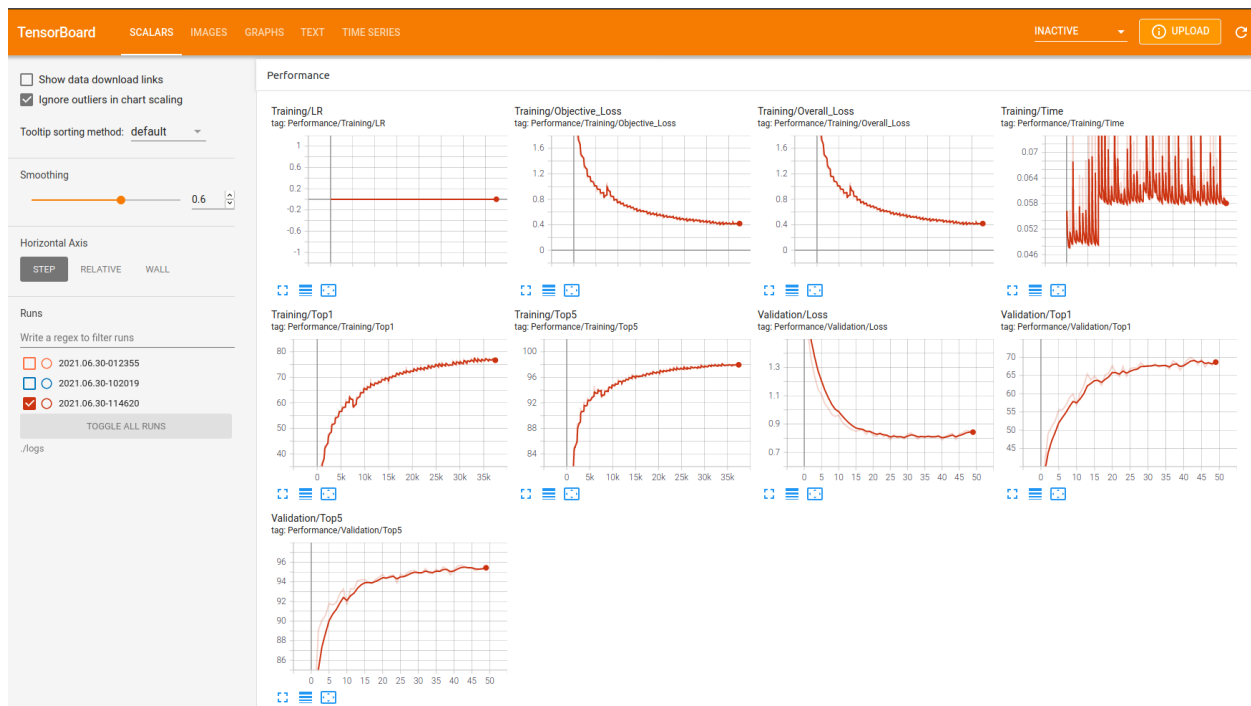 TensorBoard SCALARS IMAGES GRAPHS TEXT TIME SERIES INACTIVE UPLOAD
Show data download links
Ignore outliers in chart scaling
Tooltip sorting method: default
Smoothing
0.6
Horizontal Axis
STEP RELATIVE WALL
Runs
Write a regex to filter runs
2021.06.30-012355
2021.06.30-102019
2021.06.30-114620
TOGGLE ALL RUNS
./logs
Performance
Training/LR
tag: Performance/Training/LR
1
0.6
0.2
-0.2
-0.6
-1
Training/Objective_Loss
tag: Performance/Training/Objective_Loss
1.6
1.2
0.8
0.4
0
Training/Overall_Loss
tag: Performance/Training/Overall_Loss
1.6
1.2
0.8
0.4
0
Training/Time
tag: Performance/Training/Time
0.07
0.064
0.058
0.052
0.046
Training/Top1
tag: Performance/Training/Top1
80
70
60
50
40
0 5k 10k 15k 20k 25k 30k 35k
Training/Top5
tag: Performance/Training/Top5
100
96
92
88
84
0 5k 10k 15k 20k 25k 30k 35k
Validation/Loss
tag: Performance/Validation/Loss
1.3
1.1
0.9
0.7
0 5 10 15 20 25 30 35 40 45 50
Validation/Top1
tag: Performance/Validation/Top1
70
65
60
55
50
45
0 5 10 15 20 25 30 35 40 45 50
Validation/Top5
tag: Performance/Validation/Top5
96
94
92
90
88
86
0 5 10 15 20 25 30 35 40 45 50